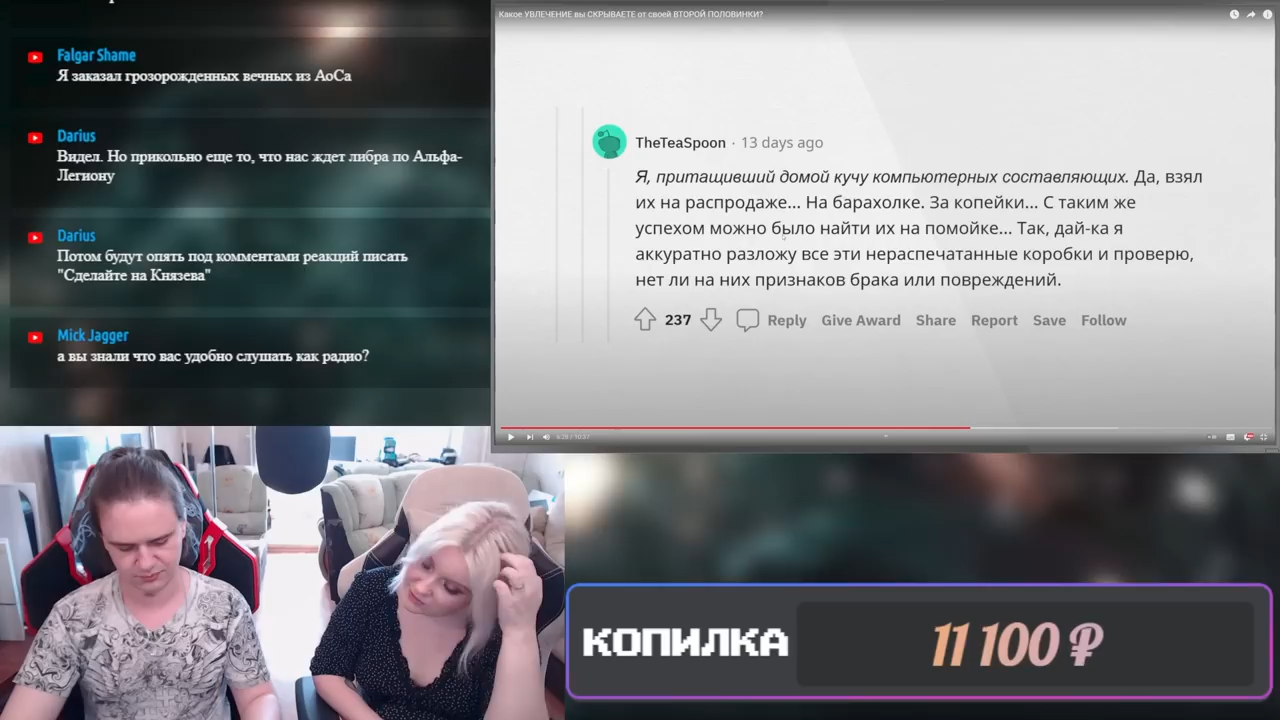 Falgar Shame
Я заказал грозорожденных вечных из АоСа
Darius
Видел. Но прикольно еще то, что нас ждет либра по Альфа-
Легиону
Darius
Потом будут опять под комментами реакций писать
"Сделайте на Князева"
Mick Jagger
а вы знали что вас удобно слушать как радио?
Какое УВЛЕЧЕНИЕ вы СКРЫВАЕТЕ от своей ВТОРОЙ ПОЛОВИНКИ?
TheTeaSpoon · 13 days ago
Я, притащивший домой кучу компьютерных составляющих. Да, взял
их на распродаже... На барахолке. За копейки... С таким же
успехом можно было найти их на помойке... Так, дай-ка я
аккуратно разложу все эти нераспечатанные коробки и проверю,
нет ли на них признаков брака или повреждений.
237 Reply Give Award Share Report Save Follow
КОПИЛКА 11 100 ₽